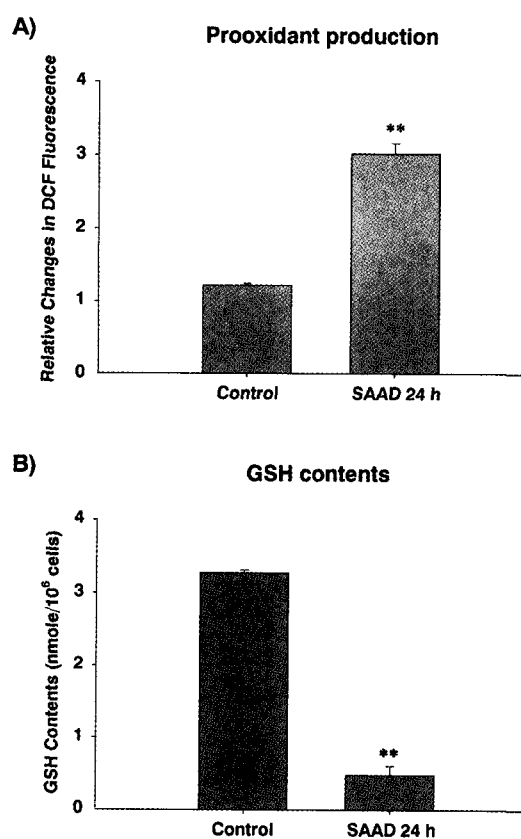 A)
Prooxidant production
Relative Changes in DCF Fluorescence
4
3
2
1
0
**
Control
SAAD 24 h
B)
GSH contents
GSH Contents (nmole/10⁶ cells)
4
3
2
1
0
**
Control
SAAD 24 h